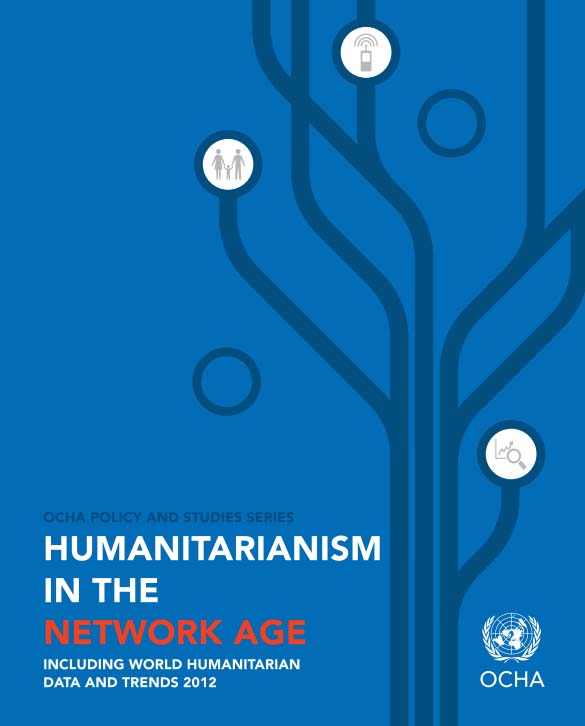 OCHA POLICY AND STUDIES SERIES
HUMANITARIANISM
IN THE
NETWORK AGE
INCLUDING WORLD HUMANITARIAN
DATA AND TRENDS 2012
OCHA